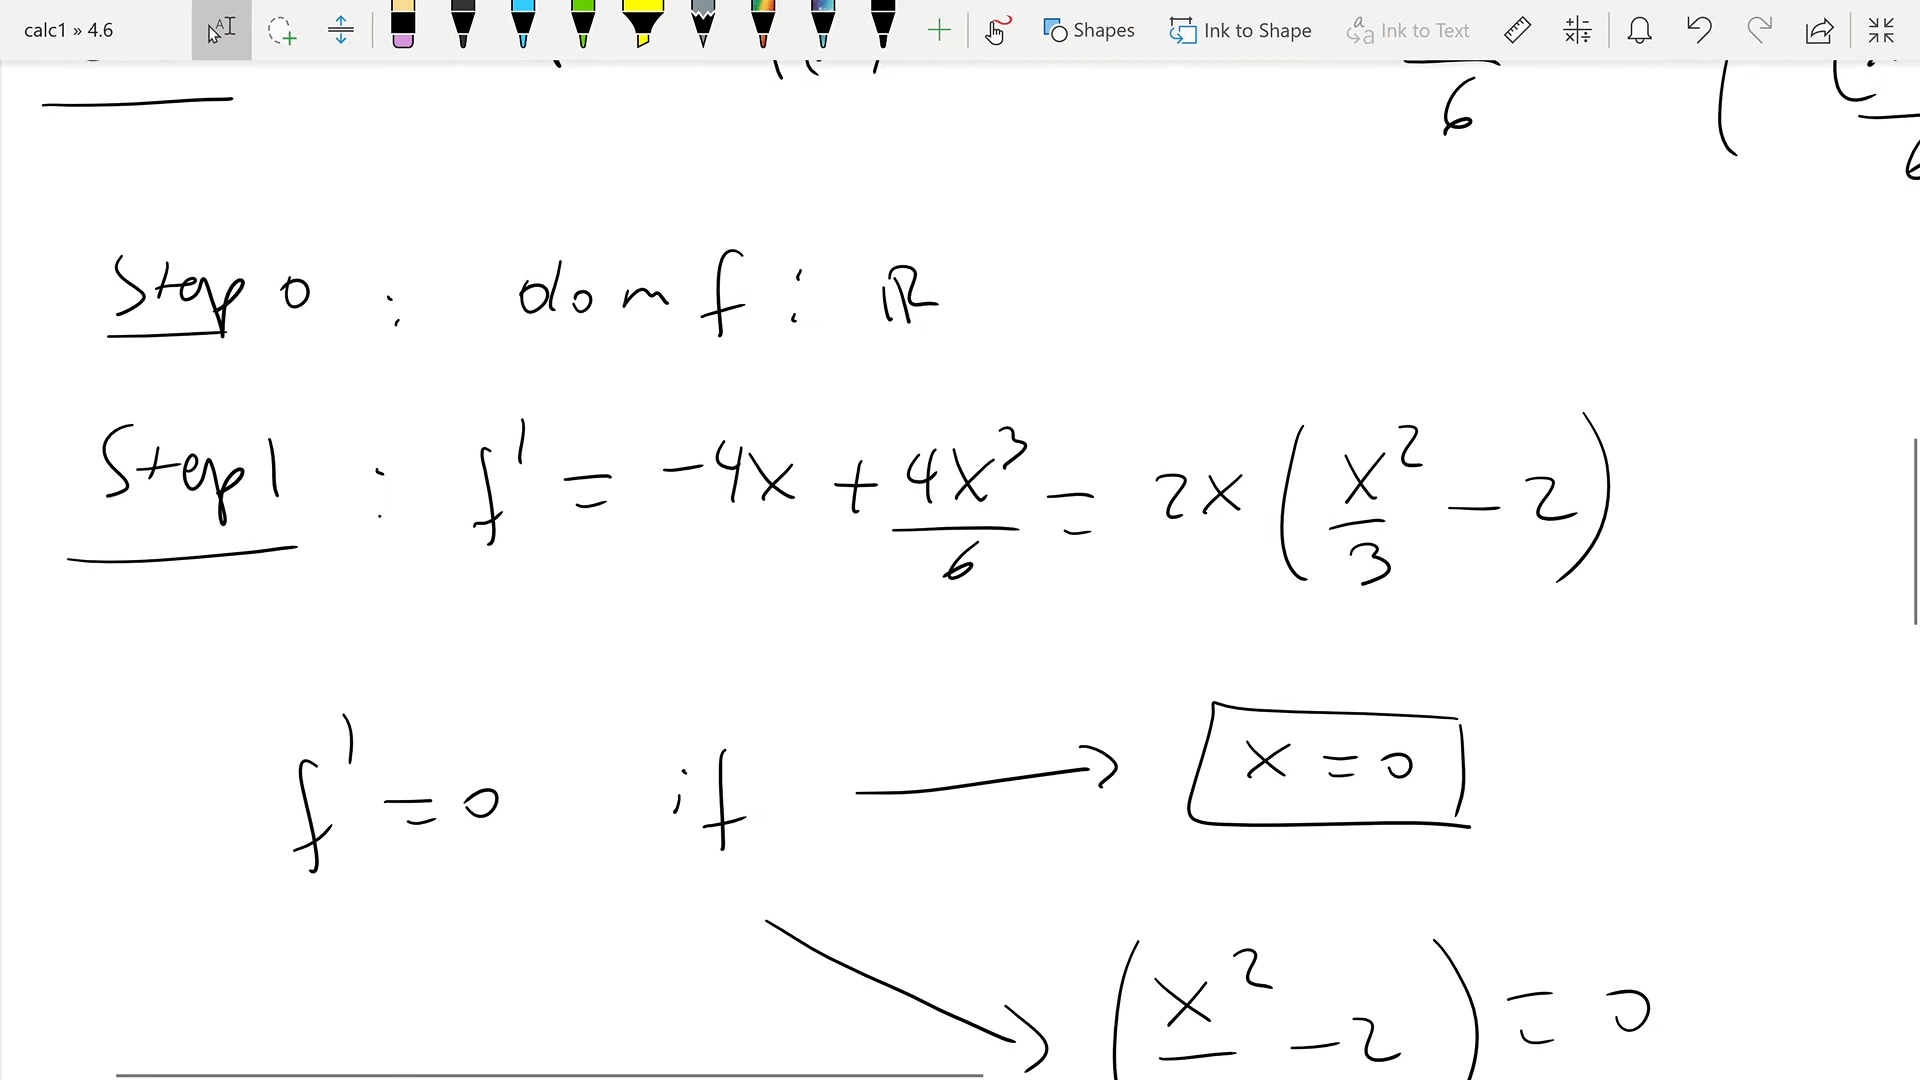 calc1 » 4.6 Shapes Ink to Shape Ink to Text
6
Step 0 : dom f : ℝ
Step 1 : f' = -4x + 4x³/6 = 2x (x²/3 - 2)
f' = 0 if → x = 0
(x² - 2) = 0